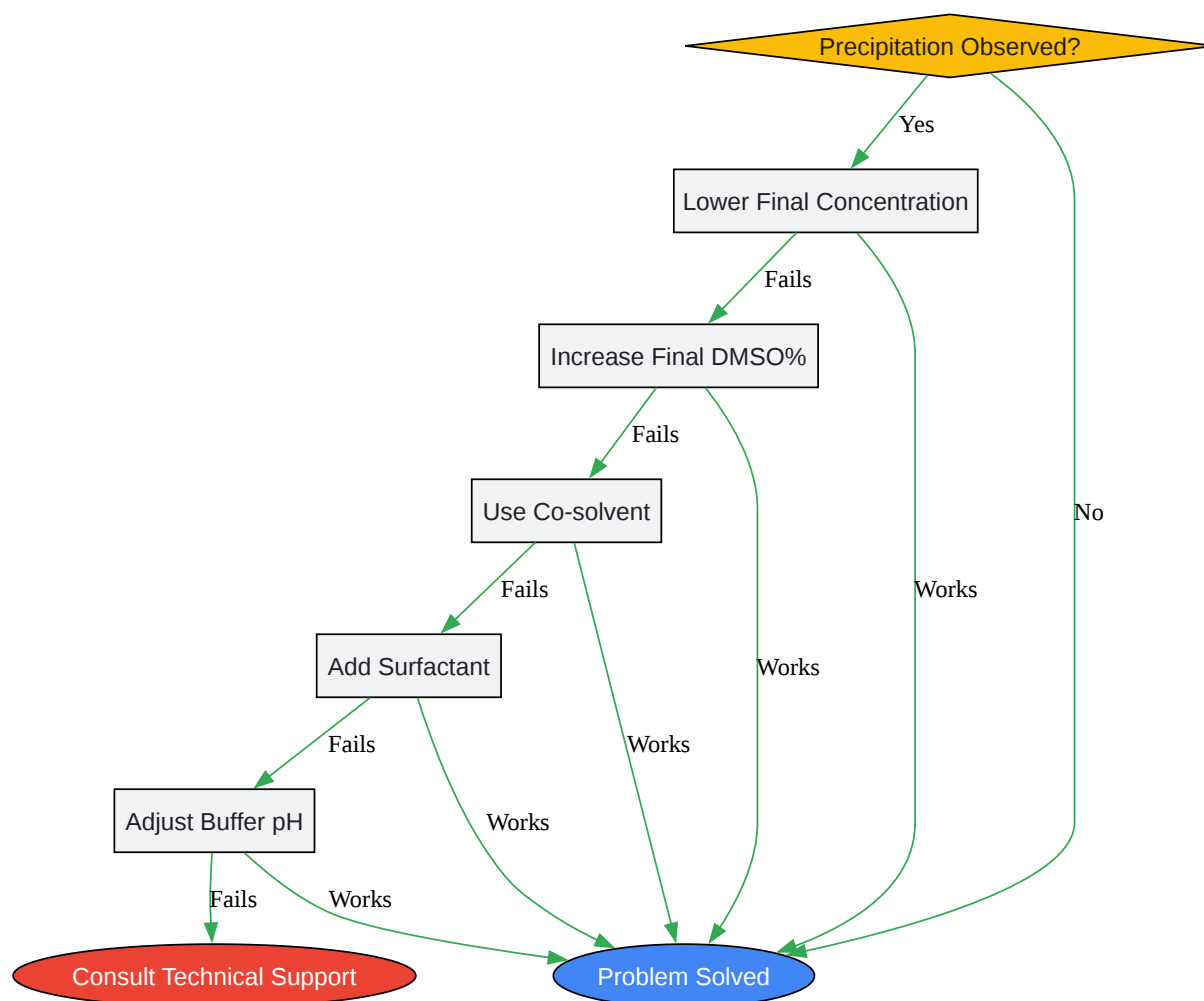 Precipitation Observed?
Yes
Lower Final Concentration
Fails
Increase Final DMSO%
Fails
Use Co-solvent
No
Fails
Works
Add Surfactant
Works
Fails
Works
Adjust Buffer pH
Works
Fails
Works
Consult Technical Support
Problem Solved